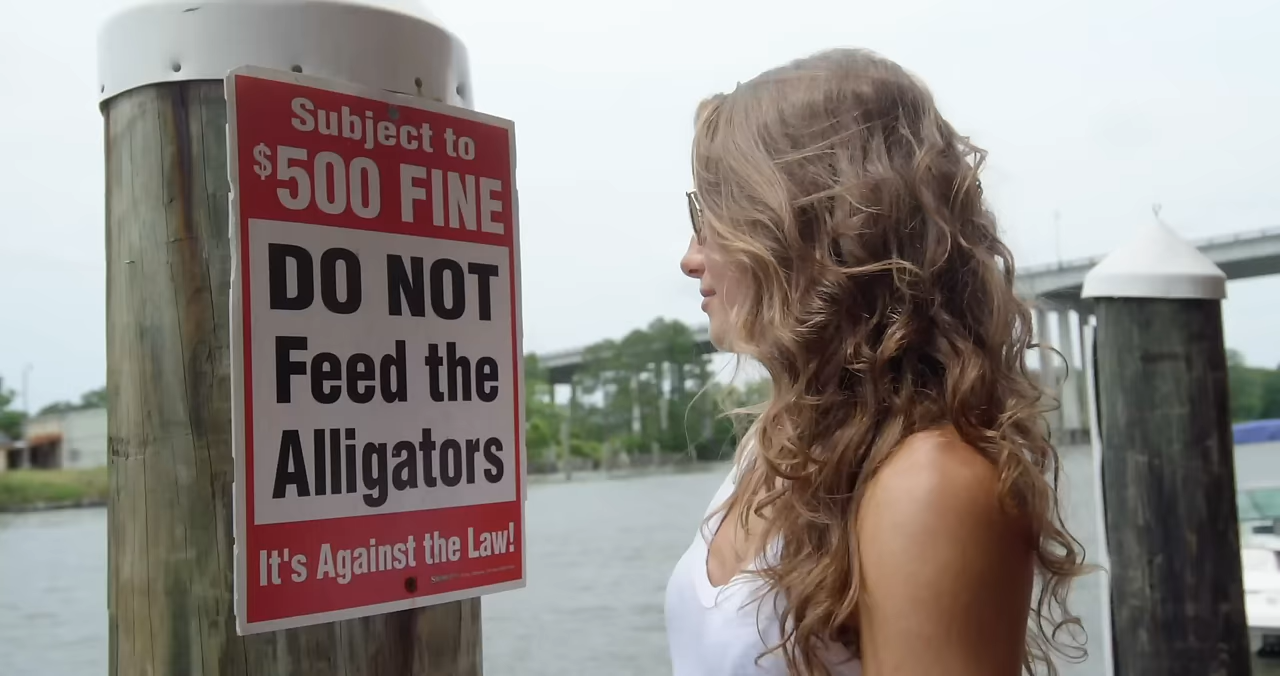 Subject to
$500 FINE
DO NOT
Feed the
Alligators
It's Against the Law!